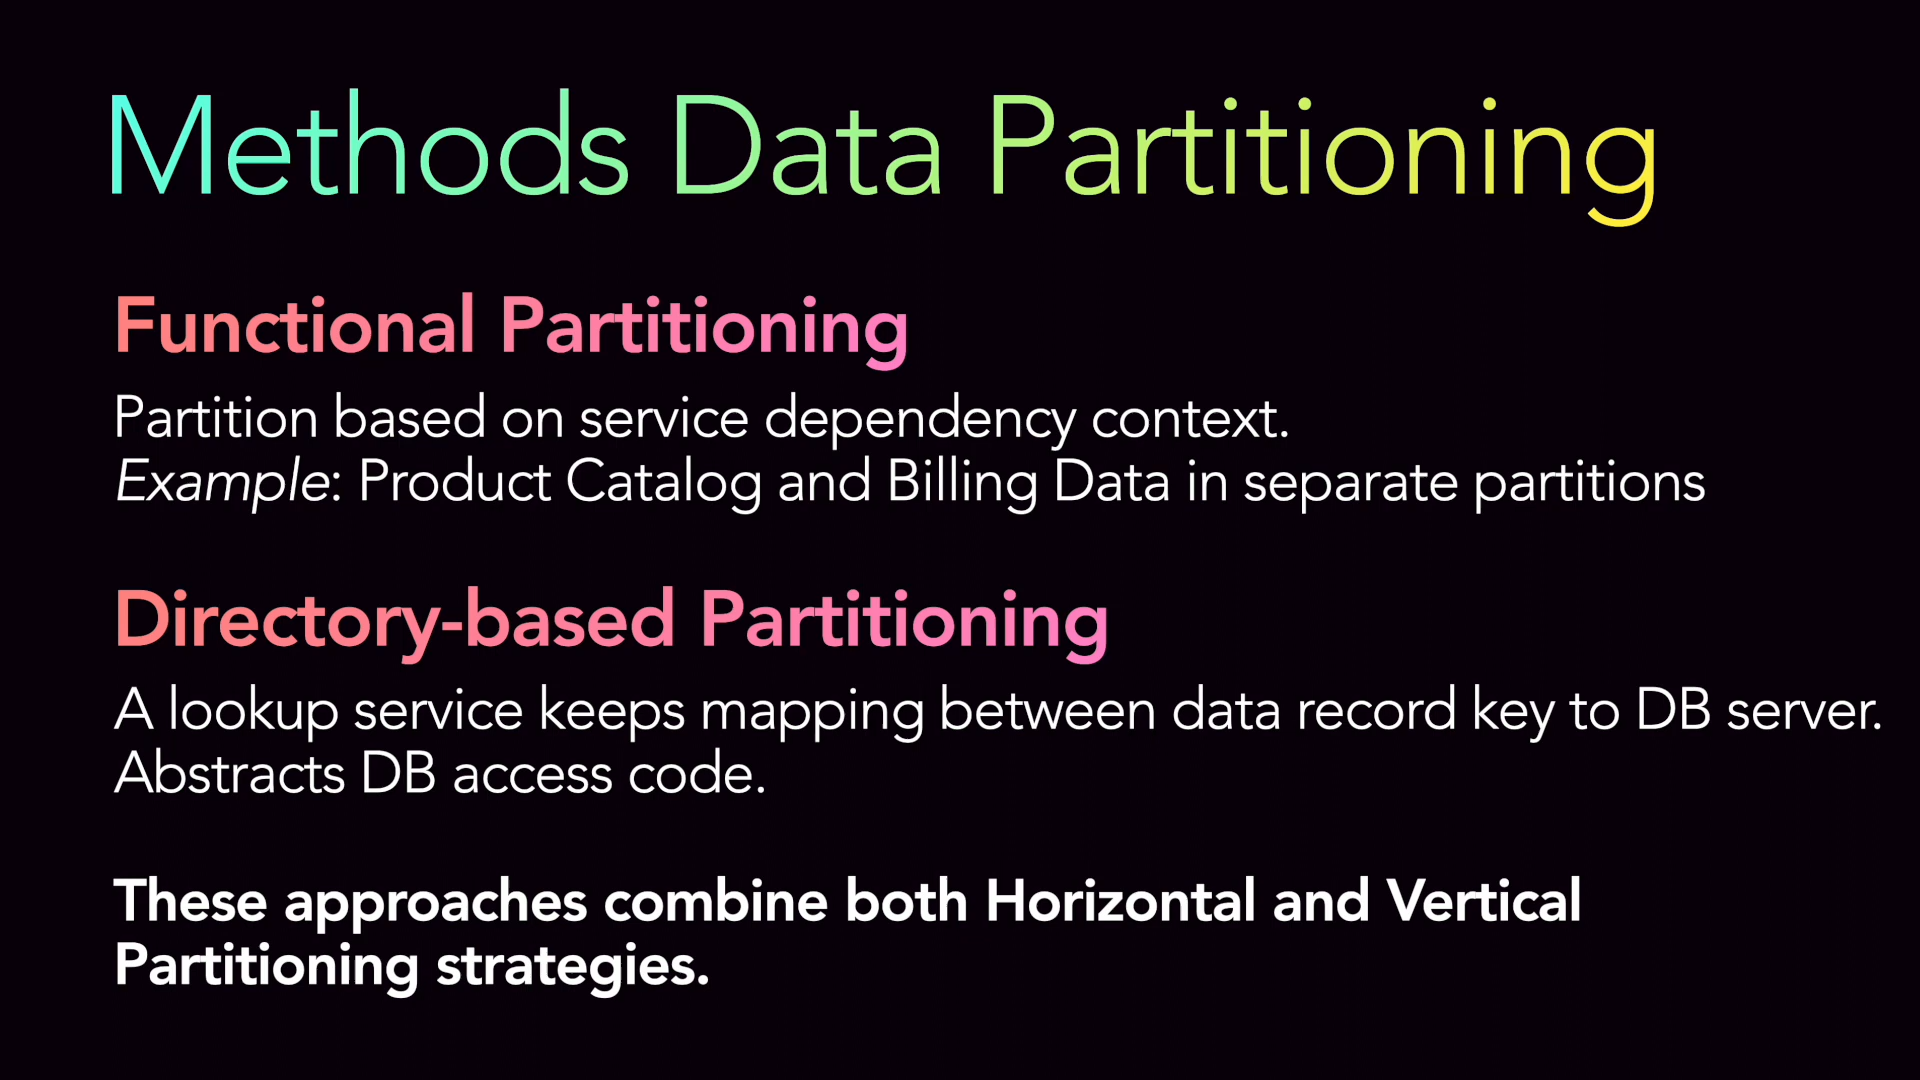 Methods Data Partitioning
Functional Partitioning
Partition based on service dependency context.
Example: Product Catalog and Billing Data in separate partitions
Directory-based Partitioning
A lookup service keeps mapping between data record key to DB server.
Abstracts DB access code.
These approaches combine both Horizontal and Vertical
Partitioning strategies.